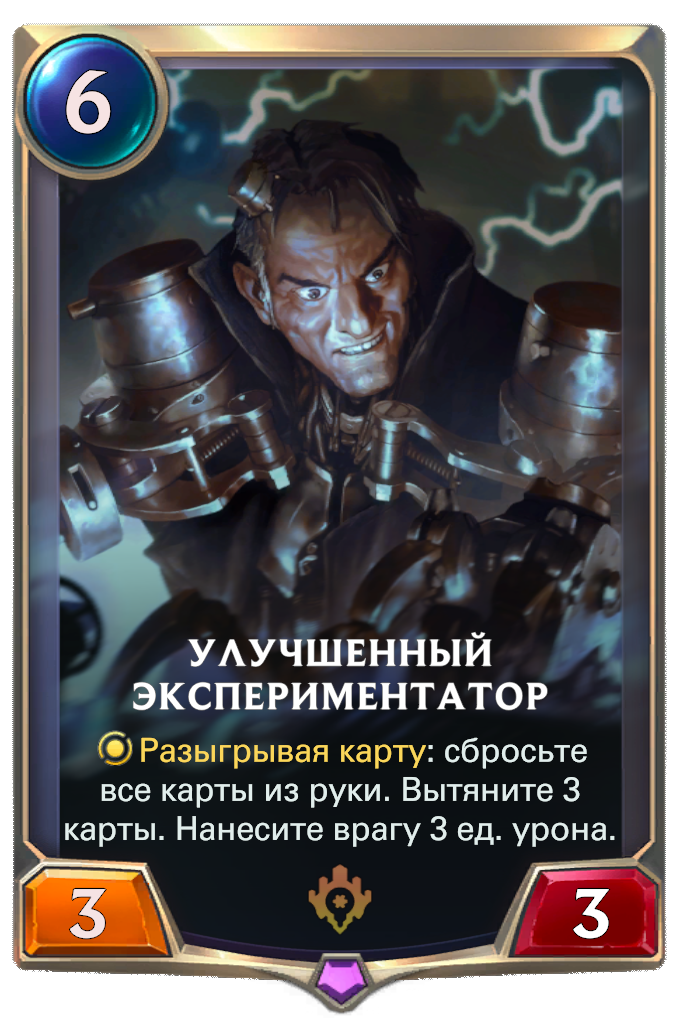 6
УЛУЧШЕННЫЙ
ЭКСПЕРИМЕНТАТОР
Разыгрывая карту: сбросьте
все карты из руки. Вытяните 3
карты. Нанесите врагу 3 ед. урона.
3
3